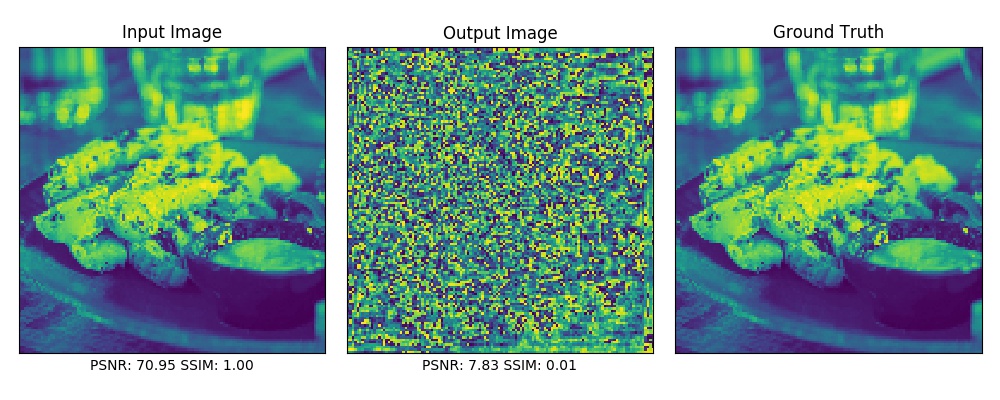 Input Image
Output Image
Ground Truth
PSNR: 70.95 SSIM: 1.00
PSNR: 7.83 SSIM: 0.01